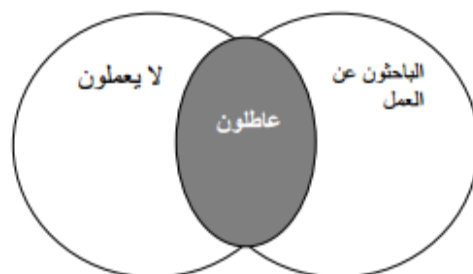 الباحثون عن
العمل
عاطلون
لا يعملون